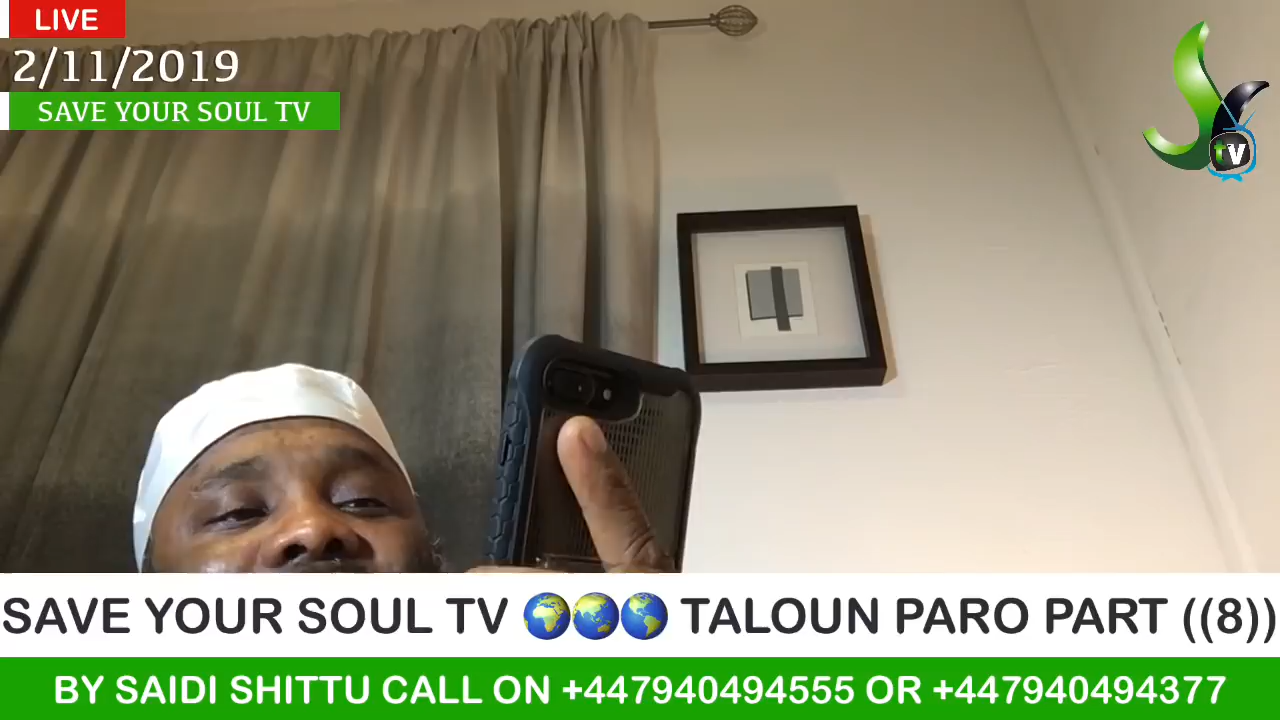 LIVE
2/11/2019
SAVE YOUR SOUL TV
tV
SAVE YOUR SOUL TV 🌍🌎🌍 TALOUN PARO PART ((8))
BY SAIDI SHITTU CALL ON +447940494555 OR +447940494377